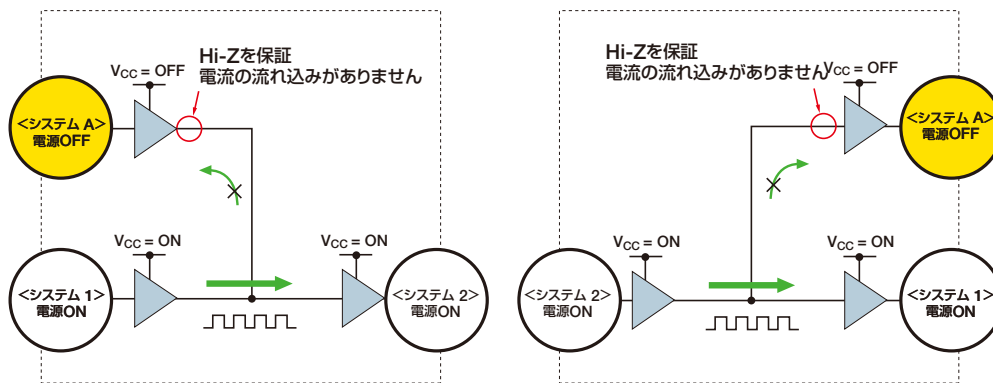 Hi-Zを保証
電流の流れ込みがありません
VCC = OFF
<システム A>
電源OFF
VCC = ON
VCC = ON
<システム 1>
電源ON
<システム 2>
電源ON
Hi-Zを保証
電流の流れ込みがありません
VCC = OFF
<システム A>
電源OFF
VCC = ON
VCC = ON
<システム 2>
電源ON
<システム 1>
電源ON